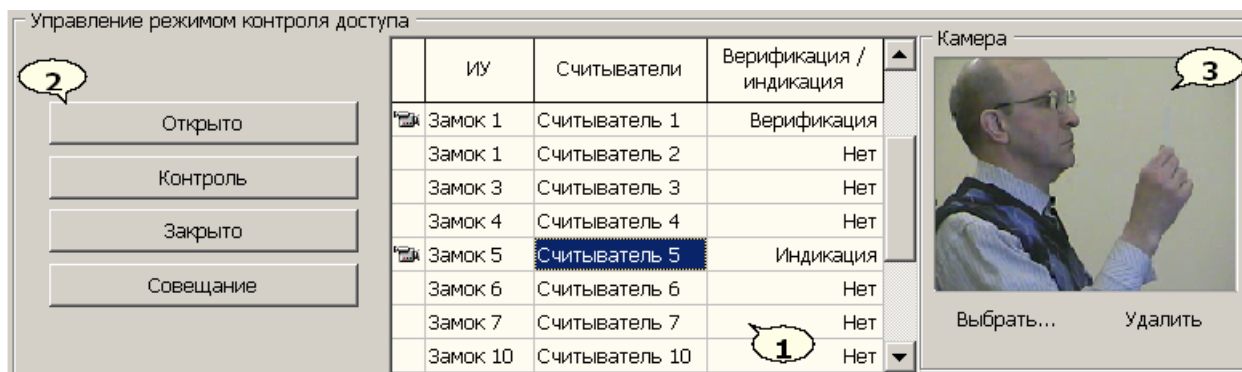 Управление режимом контроля доступа
2
Открыто
Контроль
Закрыто
Совещание
ИУ Считыватели Верификация /
индикация
Замок 1 Считыватель 1 Верификация
Замок 1 Считыватель 2 Нет
Замок 3 Считыватель 3 Нет
Замок 4 Считыватель 4 Нет
Замок 5 Считыватель 5 Индикация
Замок 6 Считыватель 6 Нет
Замок 7 Считыватель 7 Нет
Замок 10 Считыватель 10 Нет
1
Камера
3
Выбрать... Удалить